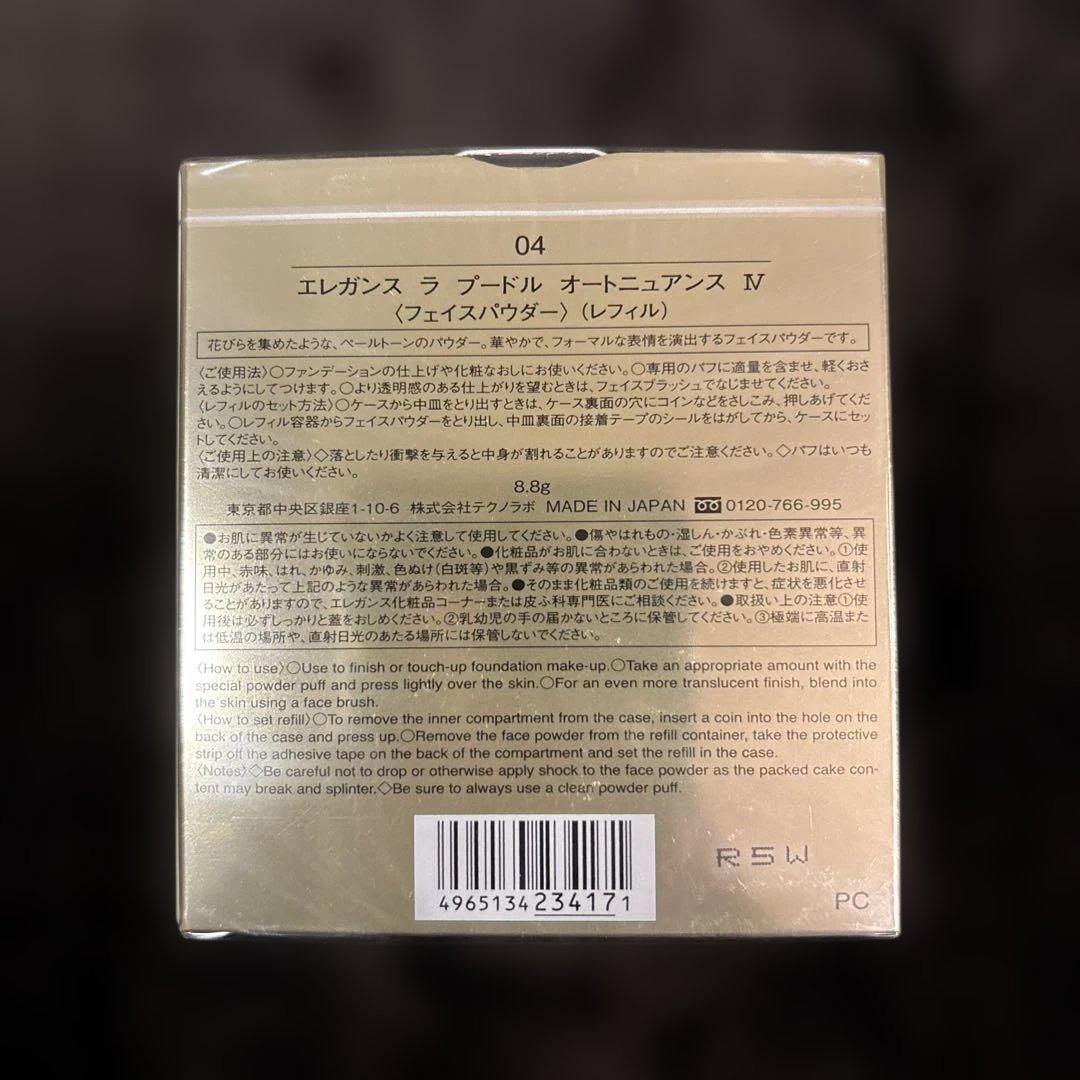 04
エレガンス ラ プードル オートニュアンス Ⅳ
〈フェイスパウダー〉(レフィル)
花びらを集めたような、ペールトーンのパウダー。華やかで、フォーマルな表情を演出するフェイスパウダーです。
〈ご使用法〉○ファンデーションの仕上げや化粧なおしにお使いください。○専用のパフに適量を含ませ、軽くおさ
えるようにしてつけます。○より透明感のある仕上がりを望むときは、フェイスブラッシュでなじませてください。
〈レフィルのセット方法〉○ケースから中皿をとり出すときは、ケース裏面の穴にコインなどをさしこみ、押しあげてくだ
さい。○レフィル容器からフェイスパウダーをとり出し、中皿裏面の接着テープのシールをはがしてから、ケースにセッ
トしてください。
〈ご使用上の注意〉◇落としたり衝撃を与えると中身が割れることがありますのでご注意ください。◇パフはいつも
清潔にしてお使いください。
8.8g
東京都中央区銀座1-10-6 株式会社テクノラボ MADE IN JAPAN 0120-766-995
●お肌に異常が生じていないかよく注意して使用してください。●傷やはれもの・湿しん・かぶれ・色素異常等、異
常のある部分にはお使いにならないでください。●化粧品がお肌に合わないときは、ご使用をおやめください。①使
用中、赤味、はれ、かゆみ、刺激、色ぬけ(白斑等)や黒ずみ等の異常があらわれた場合。②使用したお肌に、直射
日光があたって上記のような異常があらわれた場合。●そのまま化粧品類のご使用を続けますと、症状を悪化させ
ることがありますので、エレガンス化粧品コーナーまたは皮ふ科専門医にご相談ください。●取扱い上の注意①使
用後は必ずしっかりと蓋をおしめください。②乳幼児の手の届かないところに保管してください。③極端に高温また
は低温の場所や、直射日光のあたる場所には保管しないでください。
〈How to use〉○Use to finish or touch-up foundation make-up.○Take an appropriate amount with the
special powder puff and press lightly over the skin.○For an even more translucent finish, blend into
the skin using a face brush.
〈How to set refill〉○To remove the inner compartment from the case, insert a coin into the hole on the
back of the case and press up.○Remove the face powder from the refill container, take the protective
strip off the adhesive tape on the back of the compartment and set the refill in the case.
〈Notes〉◇Be careful not to drop or otherwise apply shock to the face powder as the packed cake con-
tent may break and splinter.◇Be sure to always use a clean powder puff.
4965134234171
R5W
PC